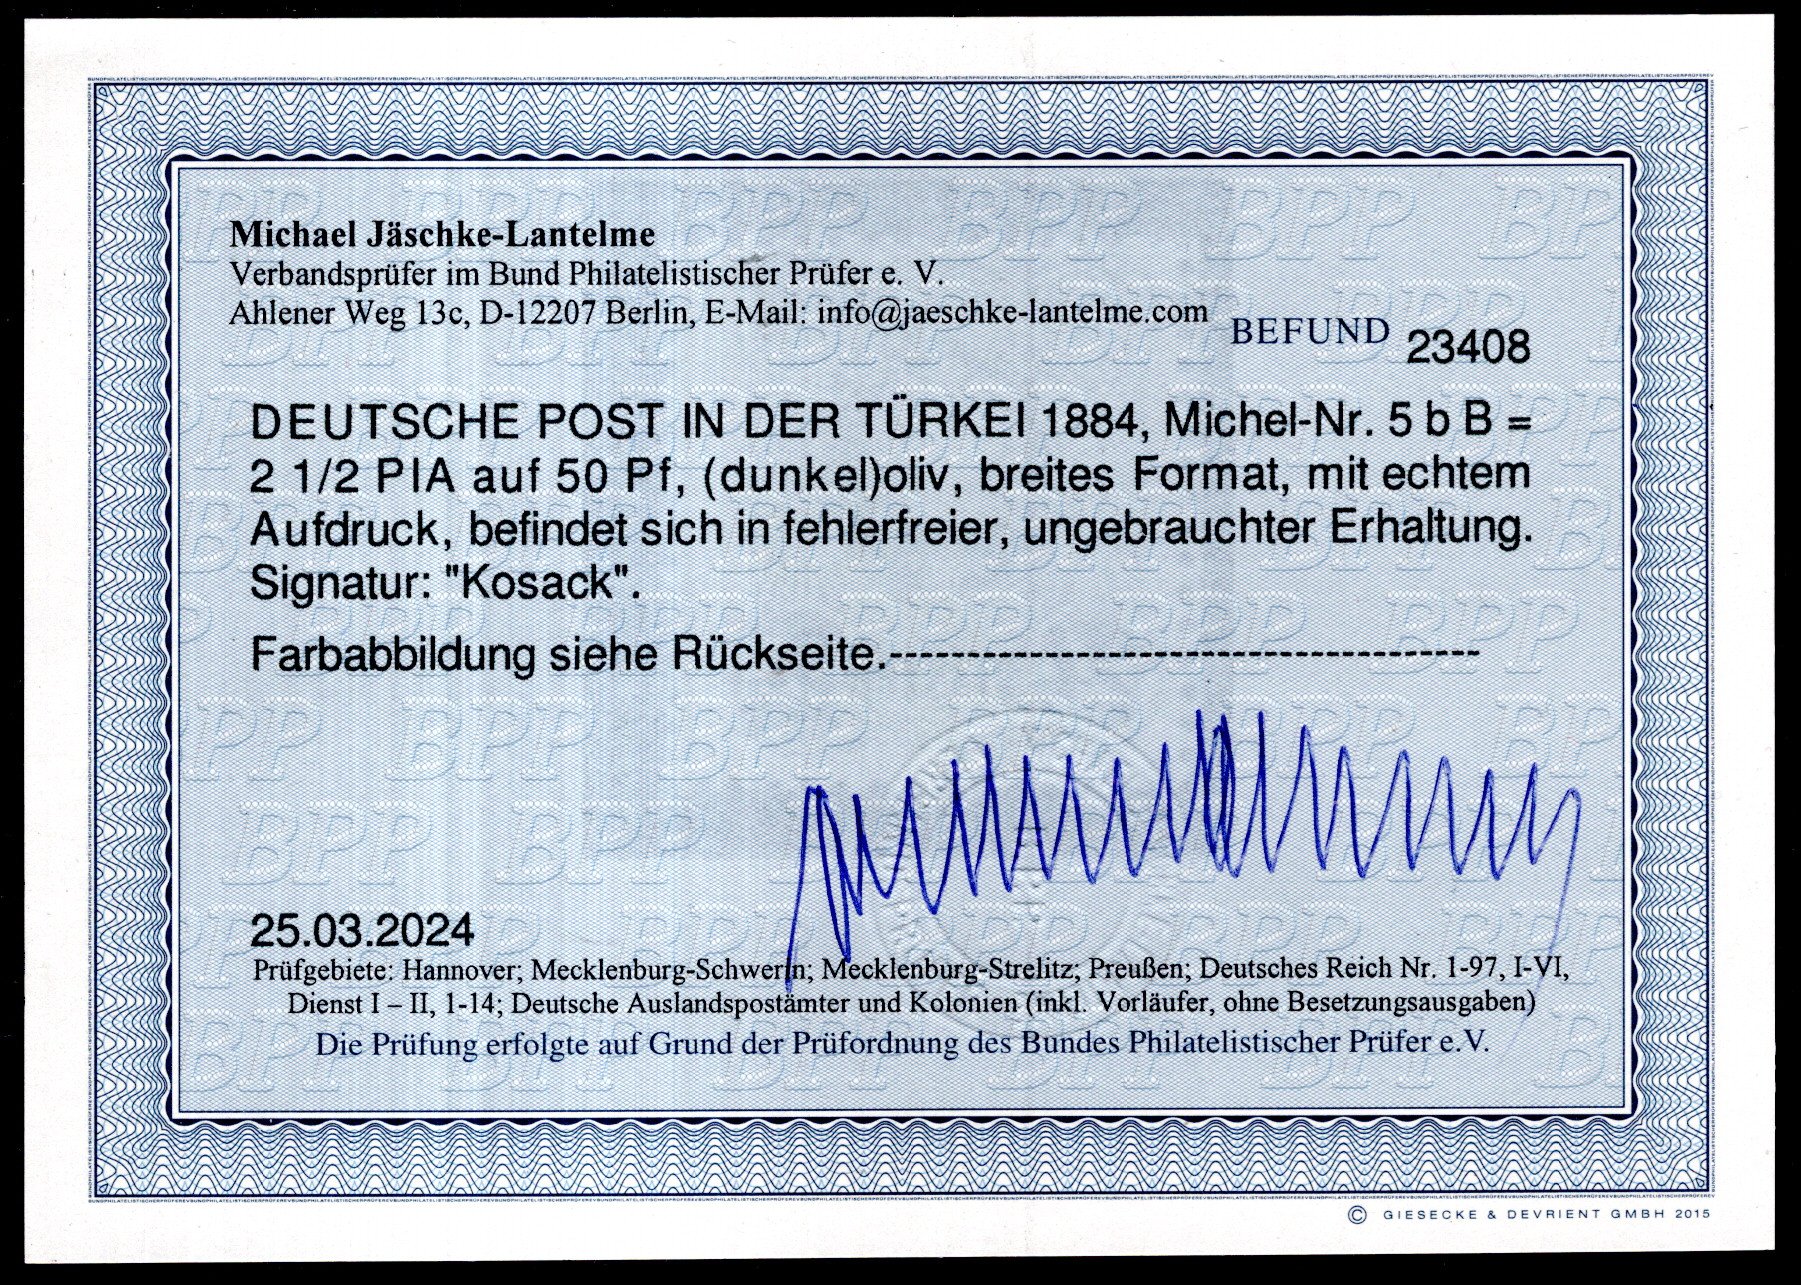 Michael Jäschke-Lantelme
Verbandsprüfer im Bund Philatelistischer Prüfer e. V.
Ahlener Weg 13c, D-12207 Berlin, E-Mail: info@jaeschke-lantelme.com
BEFUND 23408
DEUTSCHE POST IN DER TÜRKEI 1884, Michel-Nr. 5 b B =
2 1/2 PIA auf 50 Pf, (dunkel)oliv, breites Format, mit echtem
Aufdruck, befindet sich in fehlerfreier, ungebrauchter Erhaltung.
Signatur: "Kosack".
Farbabbildung siehe Rückseite.--------------------------------------
25.03.2024
Prüfgebiete: Hannover; Mecklenburg-Schwerin; Mecklenburg-Strelitz; Preußen; Deutsches Reich Nr. 1-97, I-VI,
Dienst I – II, 1-14; Deutsche Auslandspostämter und Kolonien (inkl. Vorläufer, ohne Besetzungsausgaben)
Die Prüfung erfolgte auf Grund der Prüfordnung des Bundes Philatelistischer Prüfer e.V.
© GIESECKE & DEVRIENT GMBH 2015